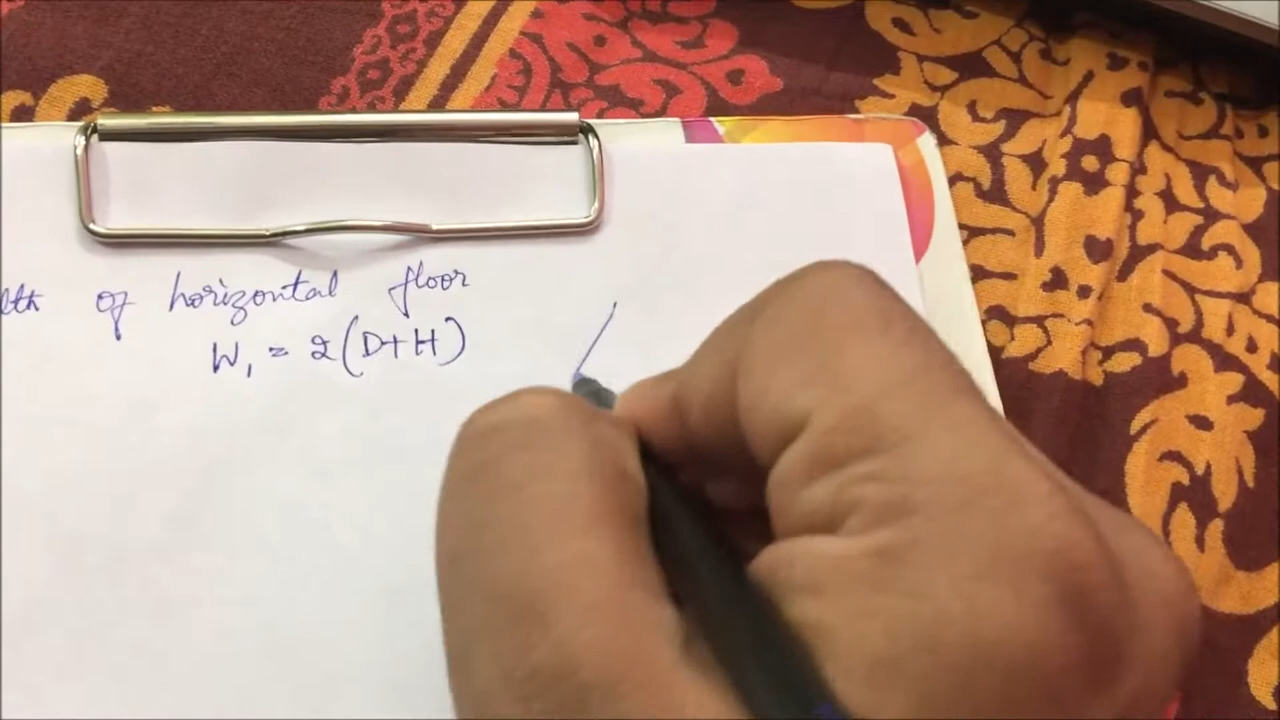 of horizontal floor
W₁ = 2(D+H)